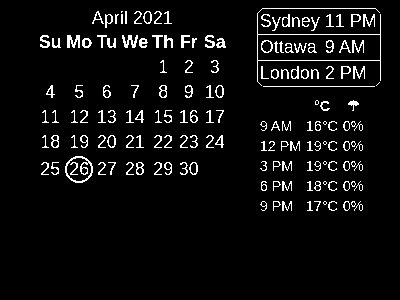 April 2021
Su Mo Tu We Th Fr Sa
1 2 3
4 5 6 7 8 9 10
11 12 13 14 15 16 17
18 19 20 21 22 23 24
25 26 27 28 29 30
Sydney 11 PM
Ottawa 9 AM
London 2 PM
°C ☂
9 AM 16°C 0%
12 PM 19°C 0%
3 PM 19°C 0%
6 PM 18°C 0%
9 PM 17°C 0%